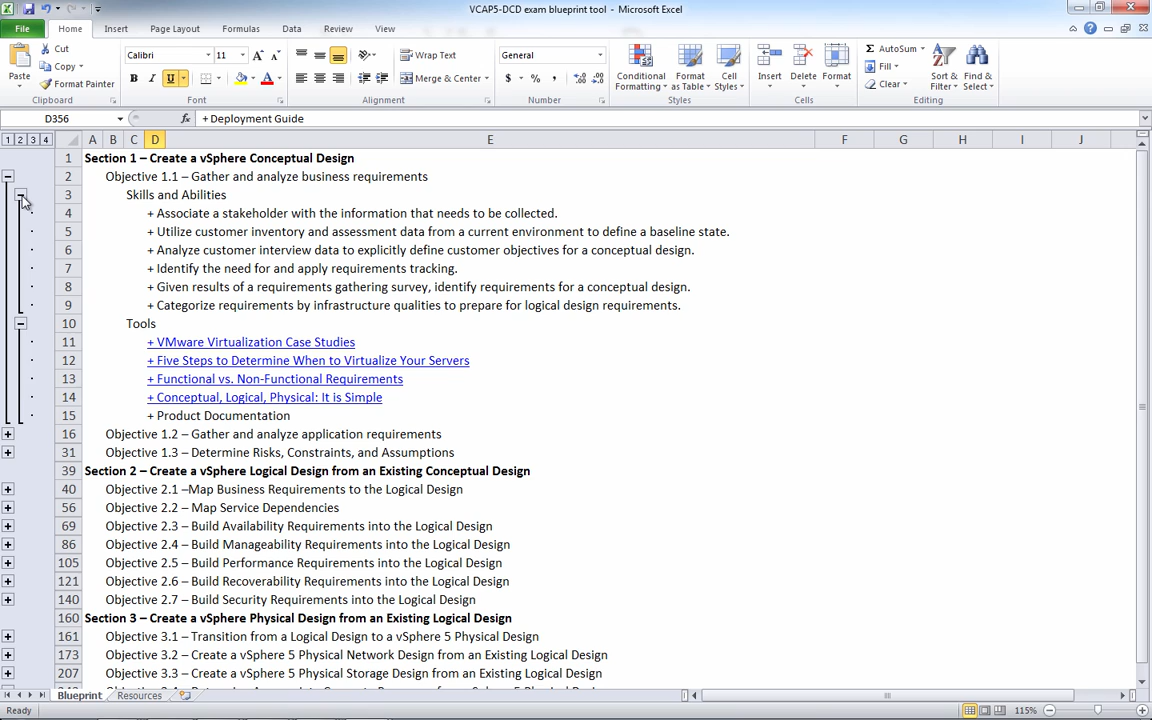 VCAP5-DCD exam blueprint tool - Microsoft Excel
File Home Insert Page Layout Formulas Data Review View
Paste Cut Copy Format Painter Clipboard
Calibri 11 B I U A A A Font
Wrap Text Merge & Center Alignment
General $ % , Number
Conditional Formatting Format as Table Cell Styles Styles
Insert Delete Format Cells
AutoSum Fill Clear Sort & Filter Find & Select Editing
D356 fx + Deployment Guide
1 2 3 4 A B C D E F G H I J
1 Section 1 – Create a vSphere Conceptual Design
2 Objective 1.1 – Gather and analyze business requirements
3 Skills and Abilities
4 + Associate a stakeholder with the information that needs to be collected.
5 + Utilize customer inventory and assessment data from a current environment to define a baseline state.
6 + Analyze customer interview data to explicitly define customer objectives for a conceptual design.
7 + Identify the need for and apply requirements tracking.
8 + Given results of a requirements gathering survey, identify requirements for a conceptual design.
9 + Categorize requirements by infrastructure qualities to prepare for logical design requirements.
10 Tools
11 + VMware Virtualization Case Studies
12 + Five Steps to Determine When to Virtualize Your Servers
13 + Functional vs. Non-Functional Requirements
14 + Conceptual, Logical, Physical: It is Simple
15 + Product Documentation
16 Objective 1.2 – Gather and analyze application requirements
31 Objective 1.3 – Determine Risks, Constraints, and Assumptions
39 Section 2 – Create a vSphere Logical Design from an Existing Conceptual Design
40 Objective 2.1 –Map Business Requirements to the Logical Design
56 Objective 2.2 – Map Service Dependencies
69 Objective 2.3 – Build Availability Requirements into the Logical Design
86 Objective 2.4 – Build Manageability Requirements into the Logical Design
105 Objective 2.5 – Build Performance Requirements into the Logical Design
121 Objective 2.6 – Build Recoverability Requirements into the Logical Design
140 Objective 2.7 – Build Security Requirements into the Logical Design
160 Section 3 – Create a vSphere Physical Design from an Existing Logical Design
161 Objective 3.1 – Transition from a Logical Design to a vSphere 5 Physical Design
173 Objective 3.2 – Create a vSphere 5 Physical Network Design from an Existing Logical Design
207 Objective 3.3 – Create a vSphere 5 Physical Storage Design from an Existing Logical Design
Blueprint Resources
Ready 115%